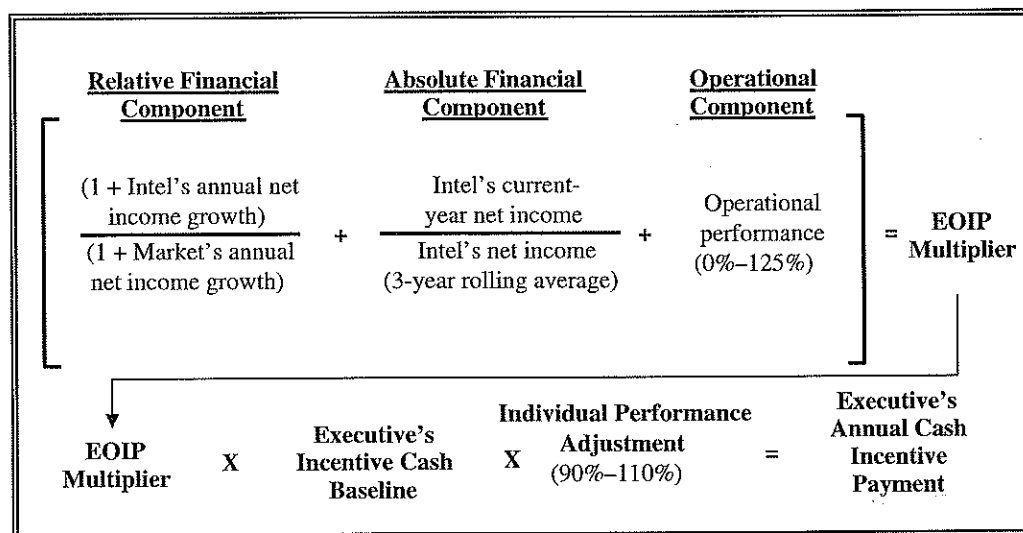 Relative Financial
Component
Absolute Financial
Component
Operational
Component
(1 + Intel's annual net
income growth)
(1 + Market's annual
net income growth)
+
Intel's current-
year net income
Intel's net income
(3-year rolling average)
+
Operational
performance
(0%–125%)
=
EOIP
Multiplier
EOIP
Multiplier
X
Executive's
Incentive Cash
Baseline
X
Individual Performance
Adjustment
(90%–110%)
=
Executive's
Annual Cash
Incentive
Payment